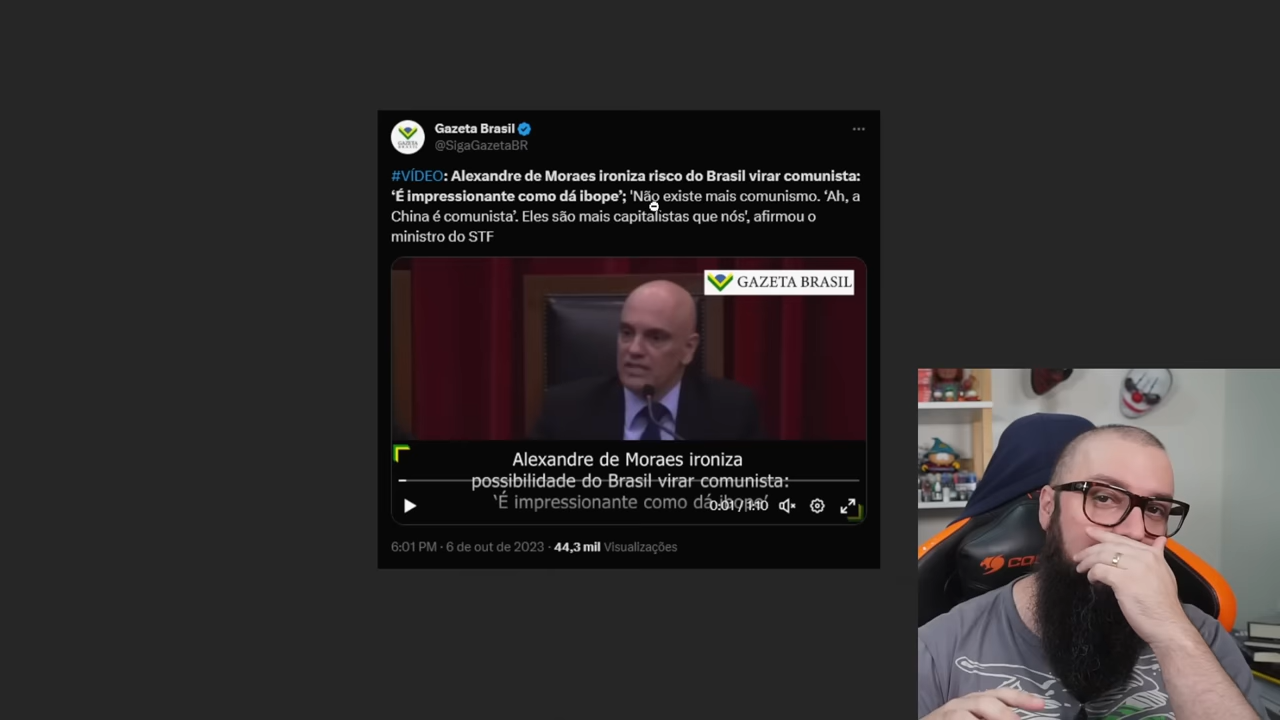 Gazeta Brasil
@SigaGazetaBR
#VÍDEO: Alexandre de Moraes ironiza risco do Brasil virar comunista:
‘É impressionante como dá ibope’; 'Não existe mais comunismo. ‘Ah, a
China é comunista’. Eles são mais capitalistas que nós', afirmou o
ministro do STF
GAZETA BRASIL
Alexandre de Moraes ironiza
possibilidade do Brasil virar comunista:
‘É impressionante como dá ibope’
0:01 / 1:10
6:01 PM · 6 de out de 2023 · 44,3 mil Visualizações